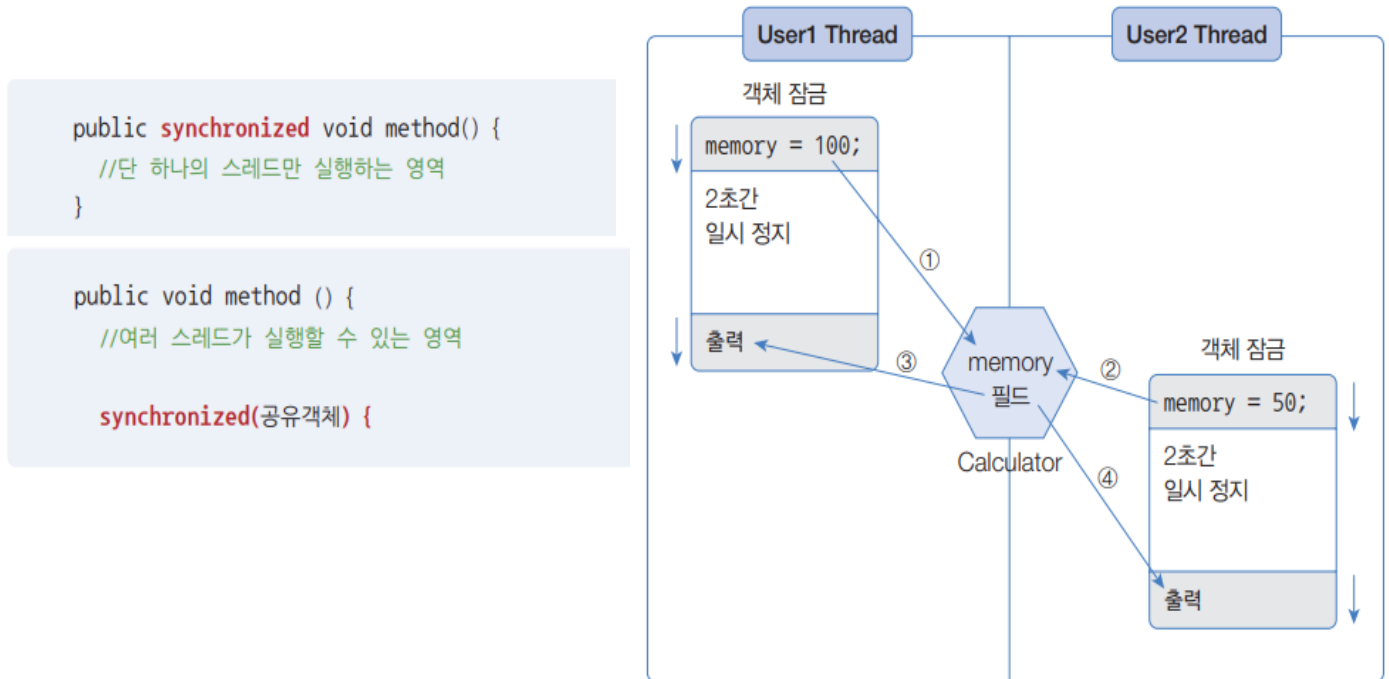 public synchronized void method() {
//단 하나의 스레드만 실행하는 영역
}
public void method () {
//여러 스레드가 실행할 수 있는 영역
synchronized(공유객체) {
User1 Thread
User2 Thread
객체 잠금
memory = 100;
2초간
일시 정지
①
출력
③
memory
필드
Calculator
②
객체 잠금
memory = 50;
2초간
일시 정지
④
출력